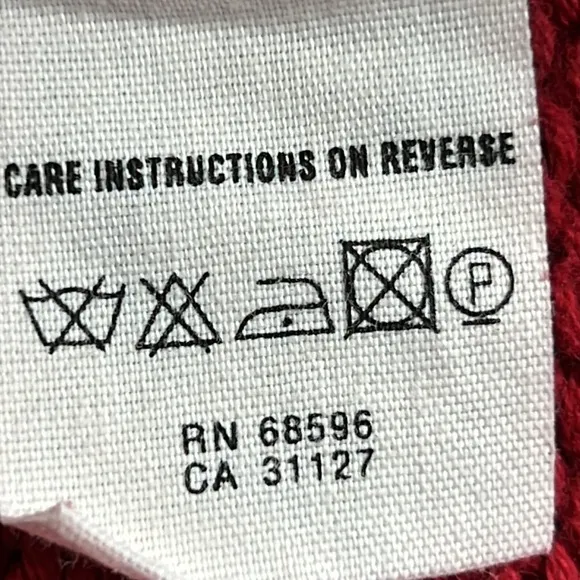 CARE INSTRUCTIONS ON REVERSE
P
RN 68596
CA 31127